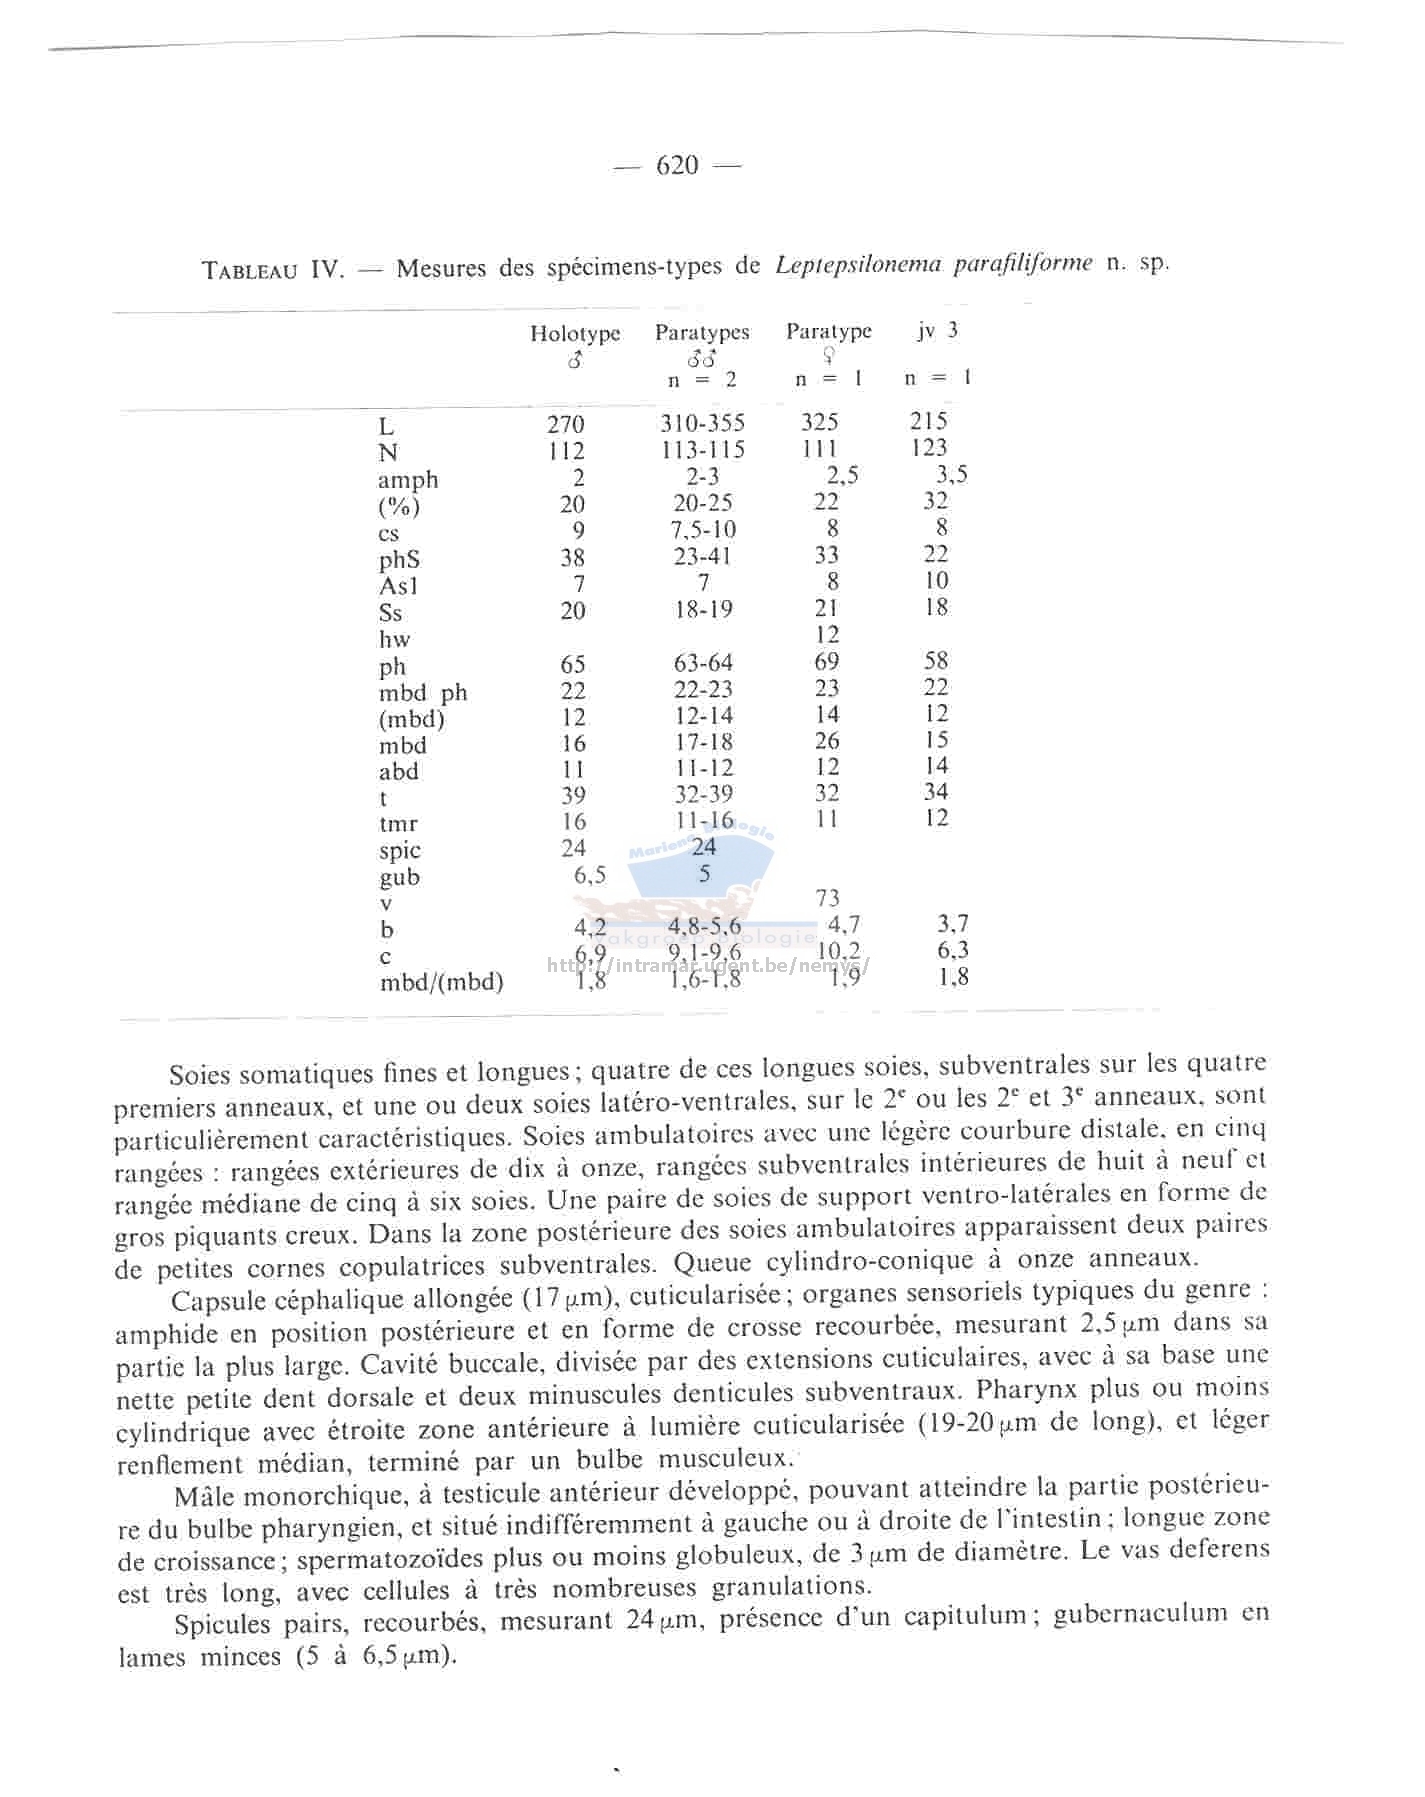 — 620 —
TABLEAU IV. — Mesures des spécimens-types de Leptepsilonema parafiliforme n. sp.
Holotype Paratypes Paratype jv 3
♂ ♂♂ ♀
n = 2 n = 1 n = 1
L 270 310-355 325 215
N 112 113-115 111 123
amph 2 2-3 2,5 3,5
(%) 20 20-25 22 32
cs 9 7,5-10 8 8
phS 38 23-41 33 22
Asl 7 7 8 10
Ss 20 18-19 21 18
hw 12
ph 65 63-64 69 58
mbd ph 22 22-23 23 22
(mbd) 12 12-14 14 12
mbd 16 17-18 26 15
abd 11 11-12 12 14
t 39 32-39 32 34
tmr 16 11-16 11 12
spic 24 24
gub 6,5 5
v 73
b 4,2 4,8-5,6 4,7 3,7
c 6,9 9,1-9,6 10,2 6,3
mbd/(mbd) 1,8 1,6-1,8 1,9 1,8
Mariene Biologie
vakgroep biologie
http://intramar.ugent.be/nemys/
Soies somatiques fines et longues ; quatre de ces longues soies, subventrales sur les quatre
premiers anneaux, et une ou deux soies latéro-ventrales, sur le 2e ou les 2e et 3e anneaux, sont
particulièrement caractéristiques. Soies ambulatoires avec une légère courbure distale, en cinq
rangées : rangées extérieures de dix à onze, rangées subventrales intérieures de huit à neuf et
rangée médiane de cinq à six soies. Une paire de soies de support ventro-latérales en forme de
gros piquants creux. Dans la zone postérieure des soies ambulatoires apparaissent deux paires
de petites cornes copulatrices subventrales. Queue cylindro-conique à onze anneaux.
Capsule céphalique allongée (17 µm), cuticularisée ; organes sensoriels typiques du genre :
amphide en position postérieure et en forme de crosse recourbée, mesurant 2,5 µm dans sa
partie la plus large. Cavité buccale, divisée par des extensions cuticulaires, avec à sa base une
nette petite dent dorsale et deux minuscules denticules subventraux. Pharynx plus ou moins
cylindrique avec étroite zone antérieure à lumière cuticularisée (19-20 µm de long), et léger
renflement médian, terminé par un bulbe musculeux.
Mâle monorchique, à testicule antérieur développé, pouvant atteindre la partie postérieu-
re du bulbe pharyngien, et situé indifféremment à gauche ou à droite de l'intestin ; longue zone
de croissance ; spermatozoïdes plus ou moins globuleux, de 3 µm de diamètre. Le vas deferens
est très long, avec cellules à très nombreuses granulations.
Spicules pairs, recourbés, mesurant 24 µm, présence d'un capitulum ; gubernaculum en
lames minces (5 à 6,5 µm).